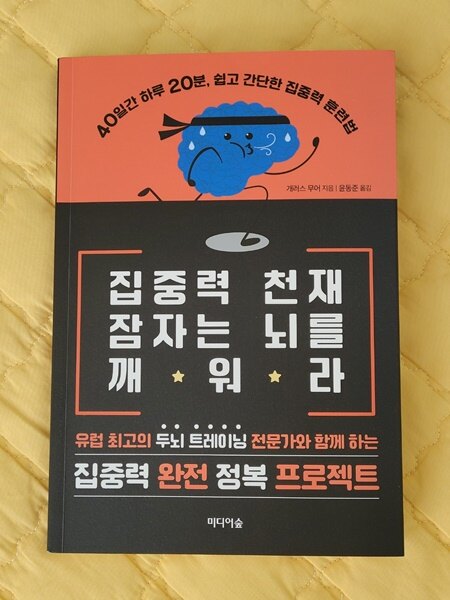 40일간 하루 20분, 쉽고 간단한 집중력 훈련법
개러스 무어 지음 | 윤동준 옮김
집중력 천재
잠자는 뇌를
깨★워★라
유럽 최고의 두뇌 트레이닝 전문가와 함께 하는
집중력 완전 정복 프로젝트
미디어숲